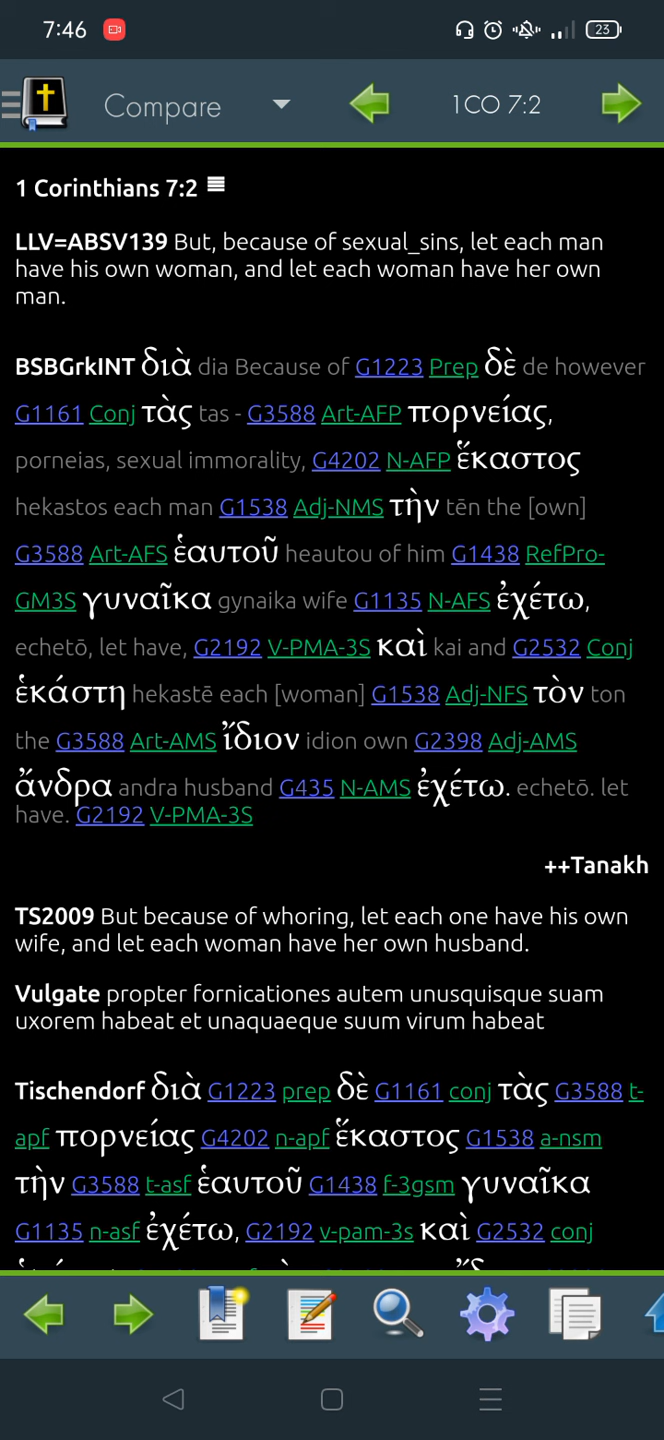 7:46
23
Compare
1CO 7:2
1 Corinthians 7:2
LLV=ABSV139 But, because of sexual_sins, let each man
have his own woman, and let each woman have her own
man.
BSBGrkINT διὰ dia Because of G1223 Prep δὲ de however
G1161 Conj τὰς tas - G3588 Art-AFP πορνείας,
porneias, sexual immorality, G4202 N-AFP ἕκαστος
hekastos each man G1538 Adj-NMS τὴν tēn the [own]
G3588 Art-AFS ἑαυτοῦ heautou of him G1438 RefPro-
GM3S γυναῖκα gynaika wife G1135 N-AFS ἐχέτω,
echetō, let have, G2192 V-PMA-3S καὶ kai and G2532 Conj
ἑκάστη hekastē each [woman] G1538 Adj-NFS τὸν ton
the G3588 Art-AMS ἴδιον idion own G2398 Adj-AMS
ἄνδρα andra husband G435 N-AMS ἐχέτω. echetō. let
have. G2192 V-PMA-3S
++Tanakh
TS2009 But because of whoring, let each one have his own
wife, and let each woman have her own husband.
Vulgate propter fornicationes autem unusquisque suam
uxorem habeat et unaquaeque suum virum habeat
Tischendorf διὰ G1223 prep δὲ G1161 conj τὰς G3588 t-
apf πορνείας G4202 n-apf ἕκαστος G1538 a-nsm
τὴν G3588 t-asf ἑαυτοῦ G1438 f-3gsm γυναῖκα
G1135 n-asf ἐχέτω, G2192 v-pam-3s καὶ G2532 conj